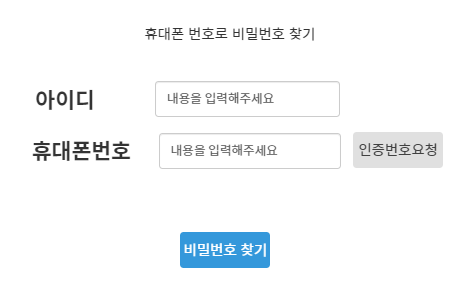 휴대폰 번호로 비밀번호 찾기
아이디 내용을 입력해주세요
휴대폰번호 내용을 입력해주세요 인증번호요청
비밀번호 찾기